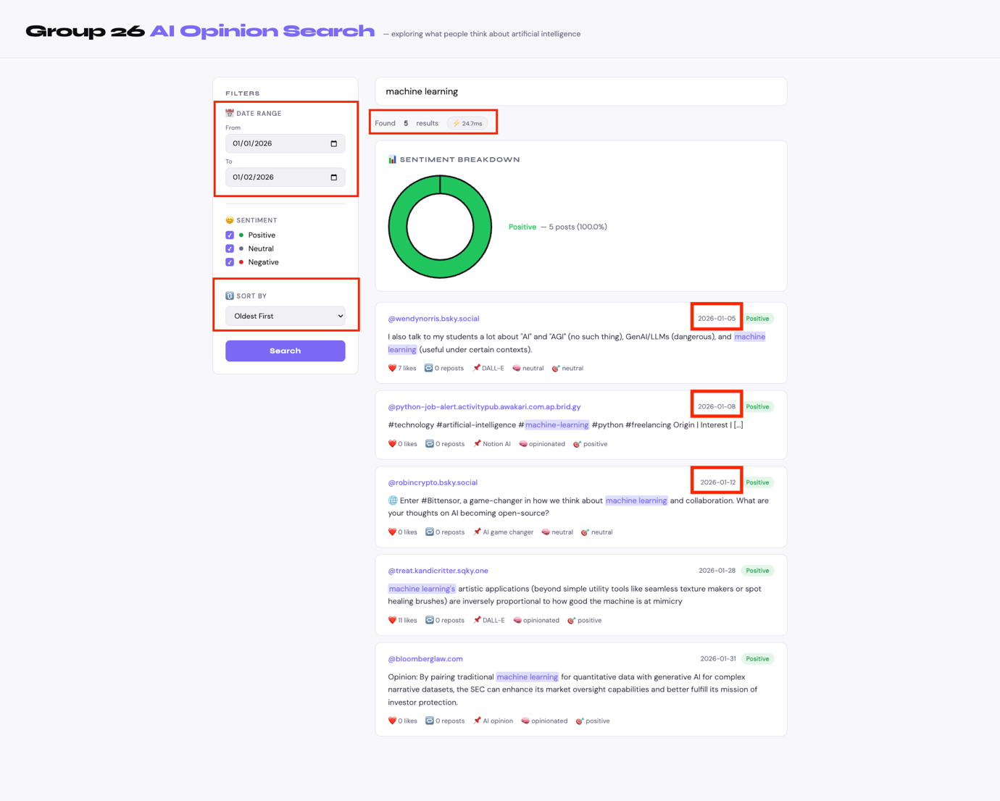 Group 26 AI Opinion Search — exploring what people think about artificial intelligence
FILTERS
DATE RANGE
From
01/01/2026
To
01/02/2026
SENTIMENT
Positive
Neutral
Negative
SORT BY
Oldest First
Search
machine learning
Found 5 results ⚡ 24.7ms
SENTIMENT BREAKDOWN
Positive — 5 posts (100.0%)
@wendynorris.bsky.social 2026-01-05 Positive
I also talk to my students a lot about "AI" and "AGI" (no such thing), GenAI/LLMs (dangerous), and machine
learning (useful under certain contexts).
7 likes 0 reposts DALL-E neutral neutral
@python-job-alert.activitypub.awakari.com.ap.brid.gy 2026-01-08 Positive
#technology #artificial-intelligence #machine-learning #python #freelancing Origin | Interest | [...]
0 likes 0 reposts Notion AI opinionated positive
@robincrypto.bsky.social 2026-01-12 Positive
Enter #Bittensor, a game-changer in how we think about machine learning and collaboration. What are
your thoughts on AI becoming open-source?
0 likes 0 reposts AI game changer neutral neutral
@treat.kandicritter.sqky.one 2026-01-28 Positive
machine learning's artistic applications (beyond simple utility tools like seamless texture makers or spot
healing brushes) are inversely proportional to how good the machine is at mimicry
11 likes 0 reposts DALL-E opinionated positive
@bloomberglaw.com 2026-01-31 Positive
Opinion: By pairing traditional machine learning for quantitative data with generative AI for complex
narrative datasets, the SEC can enhance its market oversight capabilities and better fulfill its mission of
investor protection.
0 likes 0 reposts AI opinion opinionated positive